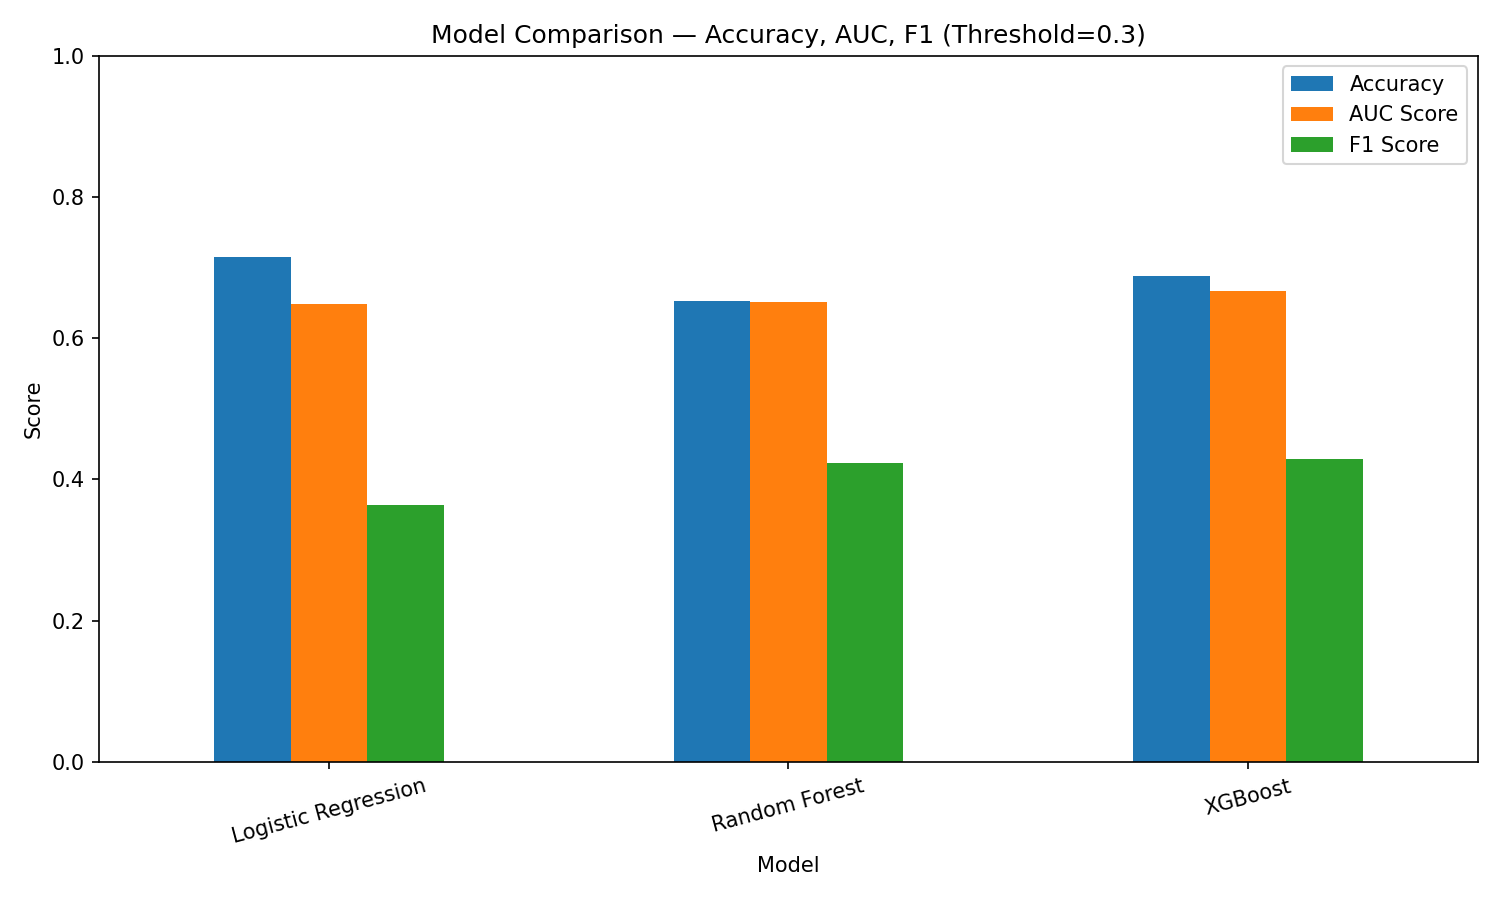 Model Comparison — Accuracy, AUC, F1 (Threshold=0.3)
1.0
0.8
0.6
0.4
0.2
0.0
Score
Accuracy
AUC Score
F1 Score
Logistic Regression
Random Forest
XGBoost
Model